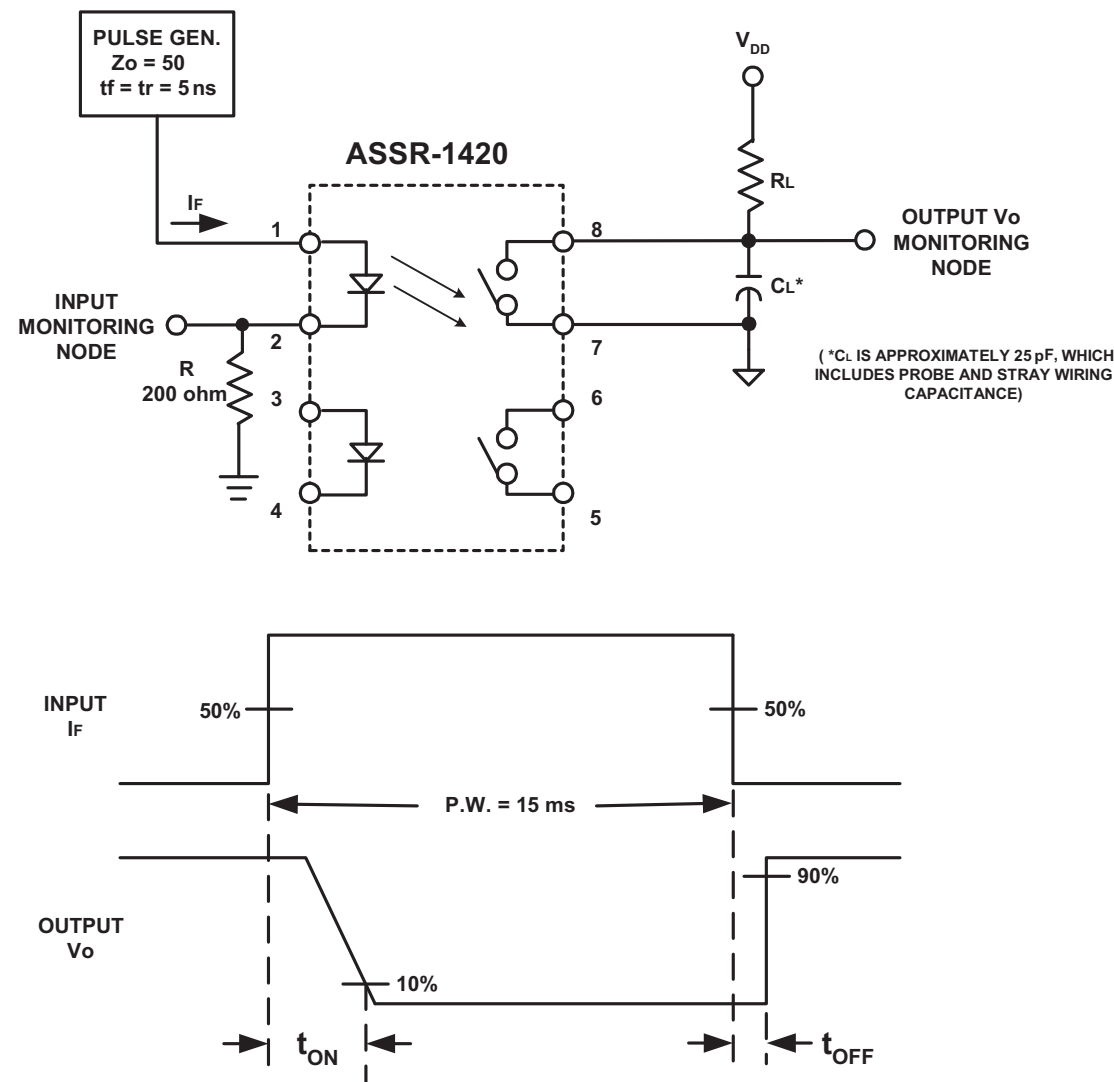 PULSE GEN.
Zo = 50
tf = tr = 5 ns
VDD
ASSR-1420
RL
IF
1
8
OUTPUT Vo
MONITORING
NODE
INPUT
MONITORING
NODE
CL*
2
7
R
200 ohm
( *CL IS APPROXIMATELY 25 pF, WHICH
INCLUDES PROBE AND STRAY WIRING
CAPACITANCE)
3
6
4
5
INPUT
IF
50%
50%
P.W. = 15 ms
90%
OUTPUT
Vo
10%
tON
tOFF